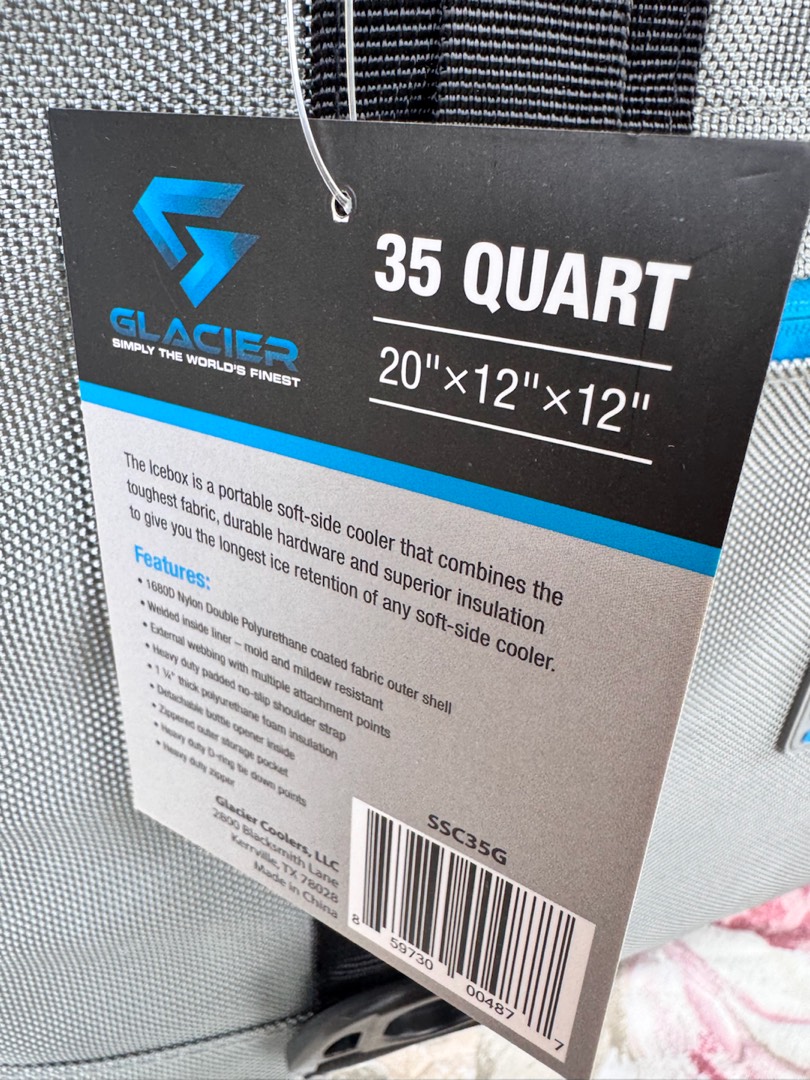 GLACIER
SIMPLY THE WORLD'S FINEST
35 QUART
20"×12"×12"
The Icebox is a portable soft-side cooler that combines the
toughest fabric, durable hardware and superior insulation
to give you the longest ice retention of any soft-side cooler.
Features:
• 1680D Nylon Double Polyurethane coated fabric outer shell
• Welded inside liner – mold and mildew resistant
• External webbing with multiple attachment points
• Heavy duty padded no-slip shoulder strap
• 1 ¼" thick polyurethane foam insulation
• Detachable bottle opener inside
• Zippered outer storage pocket
• Heavy duty D-ring tie down points
• Heavy duty zipper
Glacier Coolers, LLC
2800 Blacksmith Lane
Kerrville, TX 78028
Made in China
SSC35G
8 59730 00487 7